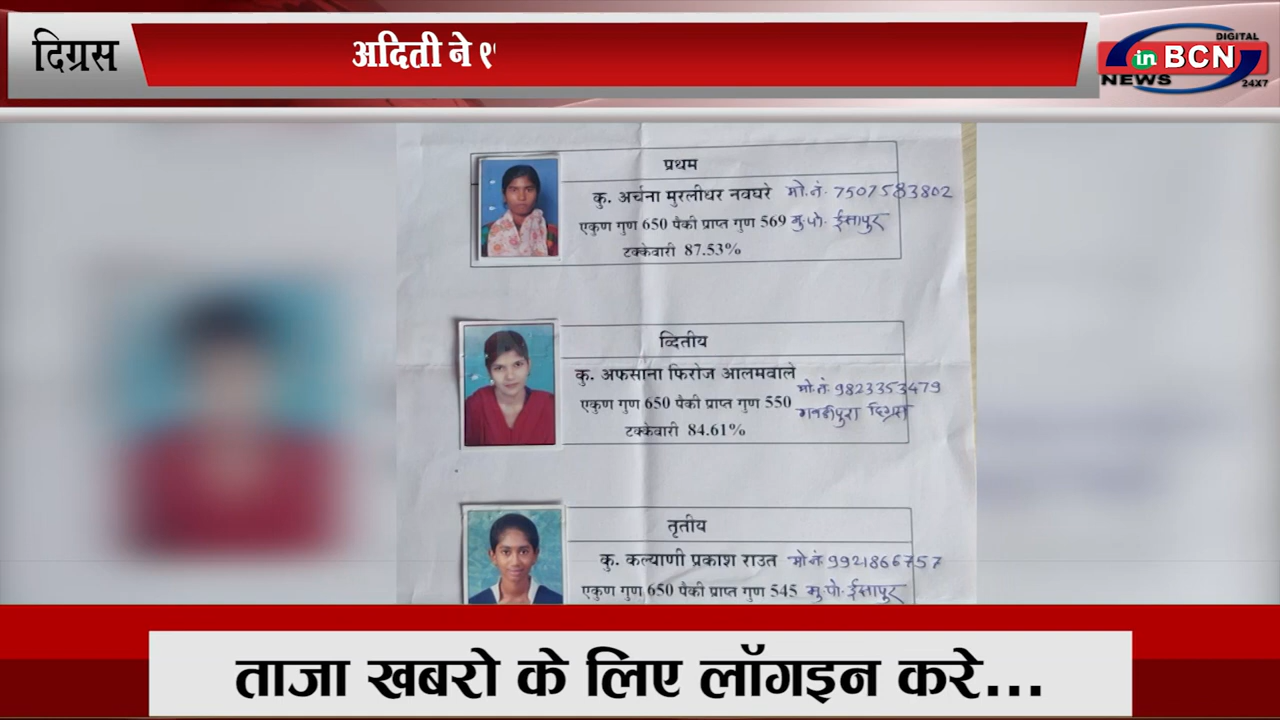 दिग्रस
अदिती ने १
DIGITAL
in BCN
NEWS 24X7
प्रथम
कु. अर्चना मुरलीधर नवघरे मो.नं. 7507583802
एकुण गुण 650 पैकी प्राप्त गुण 569 मु.पो. ईसापुर
टक्केवारी 87.53%
व्दितीय
कु. अफसाना फिरोज आलमवाले
मो.नं. 9823353479
एकुण गुण 650 पैकी प्राप्त गुण 550
दिग्रस
टक्केवारी 84.61%
तृतीय
कु. कल्याणी प्रकाश राउत मो.नं. 9921866757
एकुण गुण 650 पैकी प्राप्त गुण 545 मु.पो. ईसापुर
ताजा खबरो के लिए लॉगइन करे...